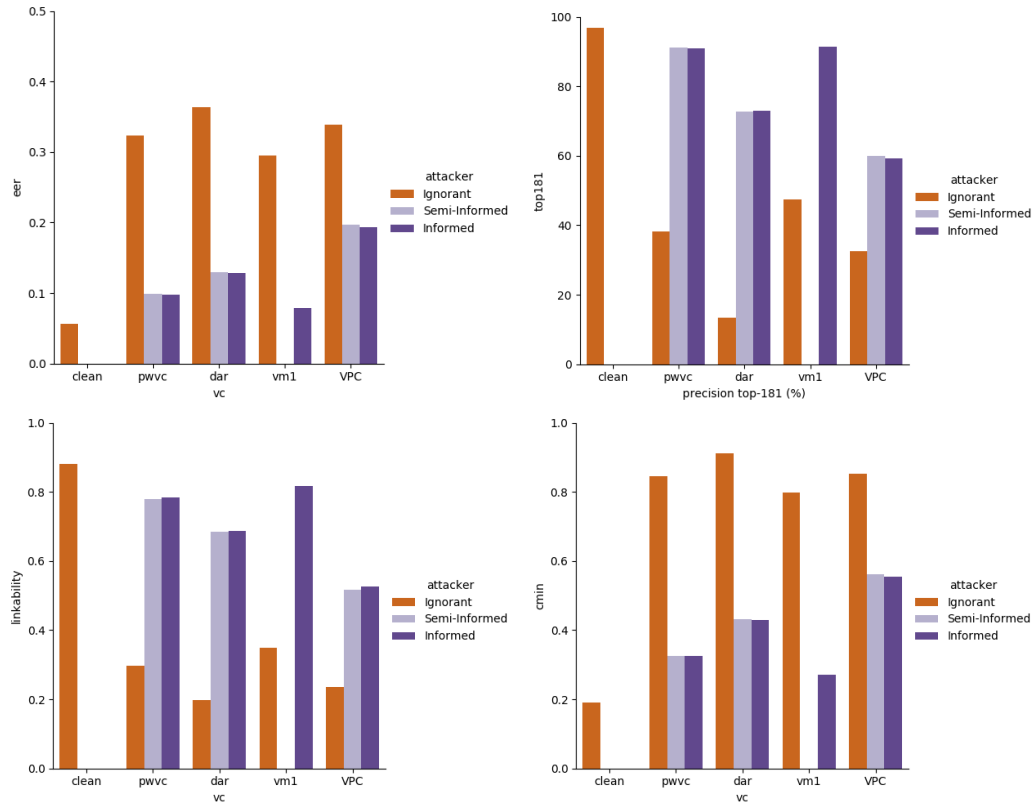 0.5
0.4
0.3
0.2
0.1
0.0
eer
clean pwvc dar vm1 VPC
vc
attacker
Ignorant
Semi-Informed
Informed
100
80
60
40
20
0
top181
clean pwvc dar vm1 VPC
precision top-181 (%)
attacker
Ignorant
Semi-Informed
Informed
1.0
0.8
0.6
0.4
0.2
0.0
linkability
clean pwvc dar vm1 VPC
vc
attacker
Ignorant
Semi-Informed
Informed
1.0
0.8
0.6
0.4
0.2
0.0
cmin
clean pwvc dar vm1 VPC
vc
attacker
Ignorant
Semi-Informed
Informed